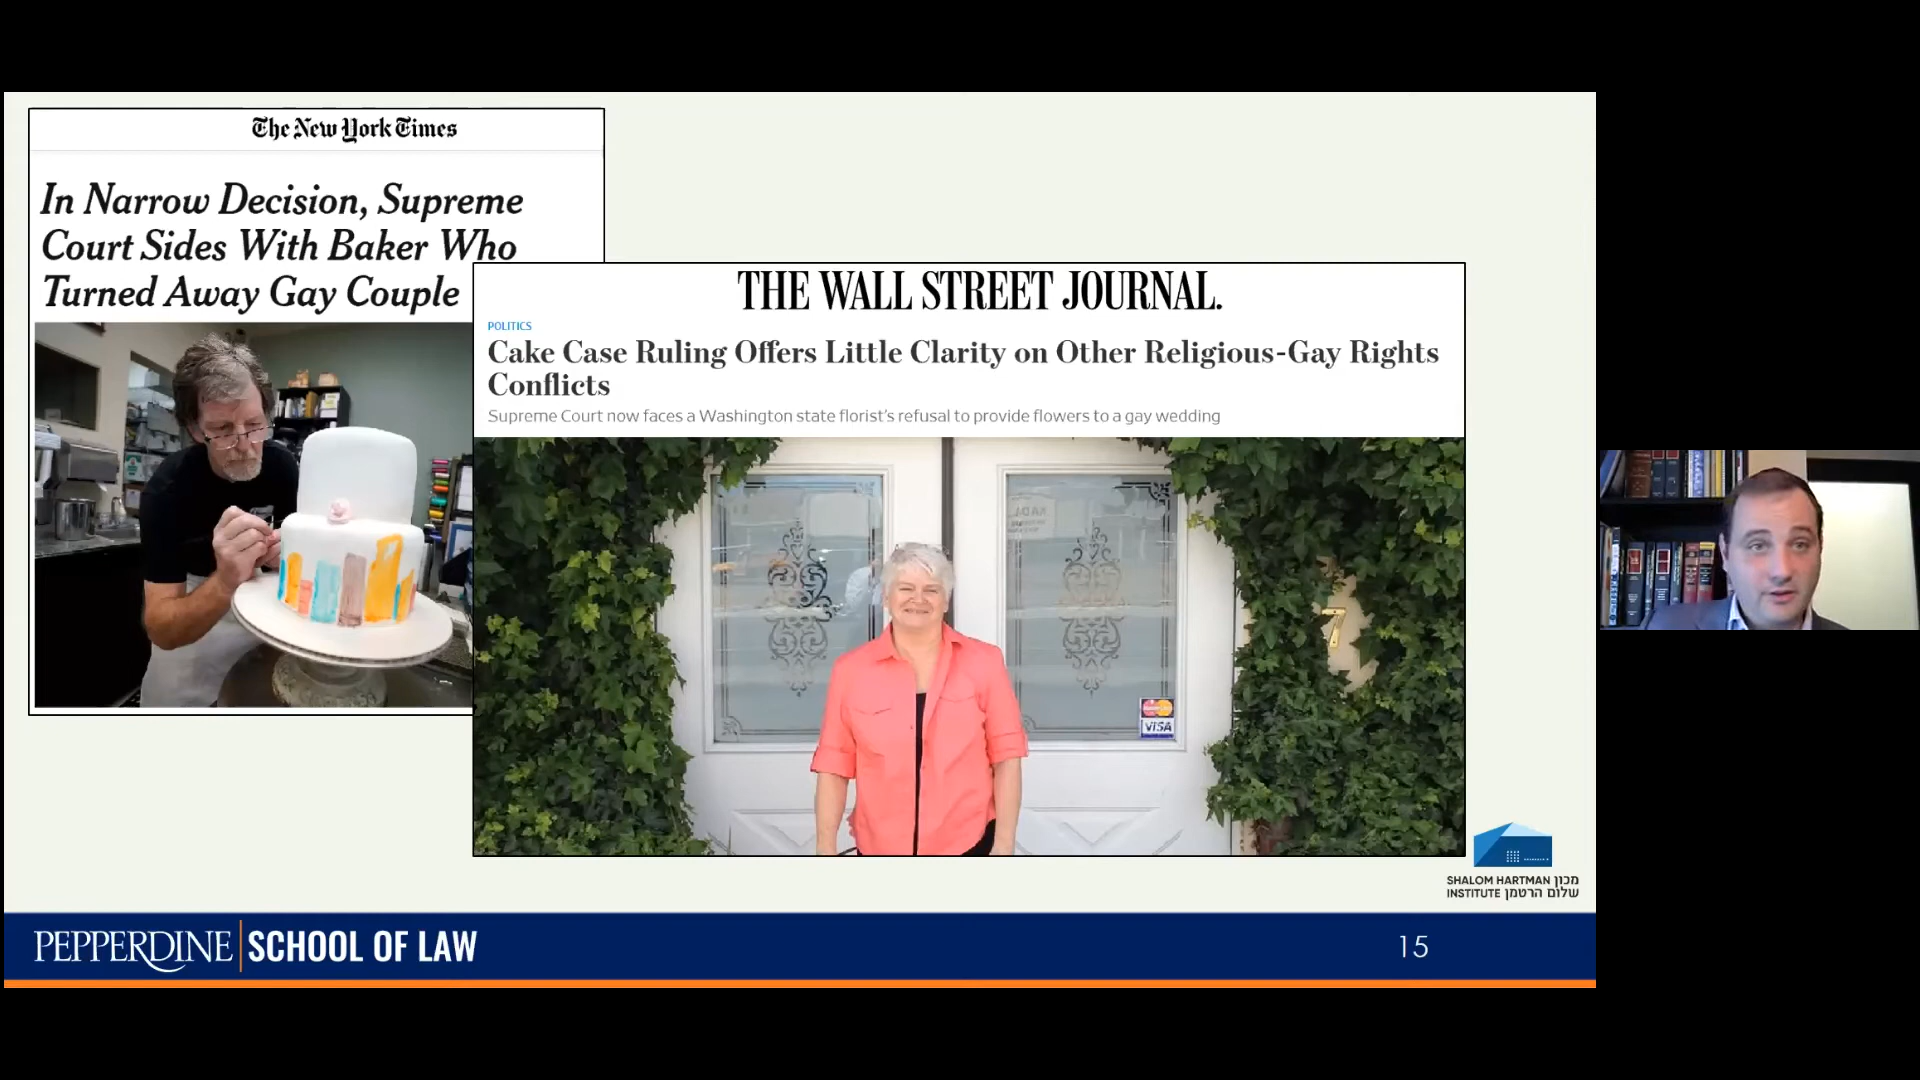 The New York Times
In Narrow Decision, Supreme
Court Sides With Baker Who
Turned Away Gay Couple
THE WALL STREET JOURNAL.
POLITICS
Cake Case Ruling Offers Little Clarity on Other Religious-Gay Rights
Conflicts
Supreme Court now faces a Washington state florist's refusal to provide flowers to a gay wedding
7
VISA
SHALOM HARTMAN מכון
INSTITUTE שלום הרטמן
PEPPERDINE SCHOOL OF LAW
15